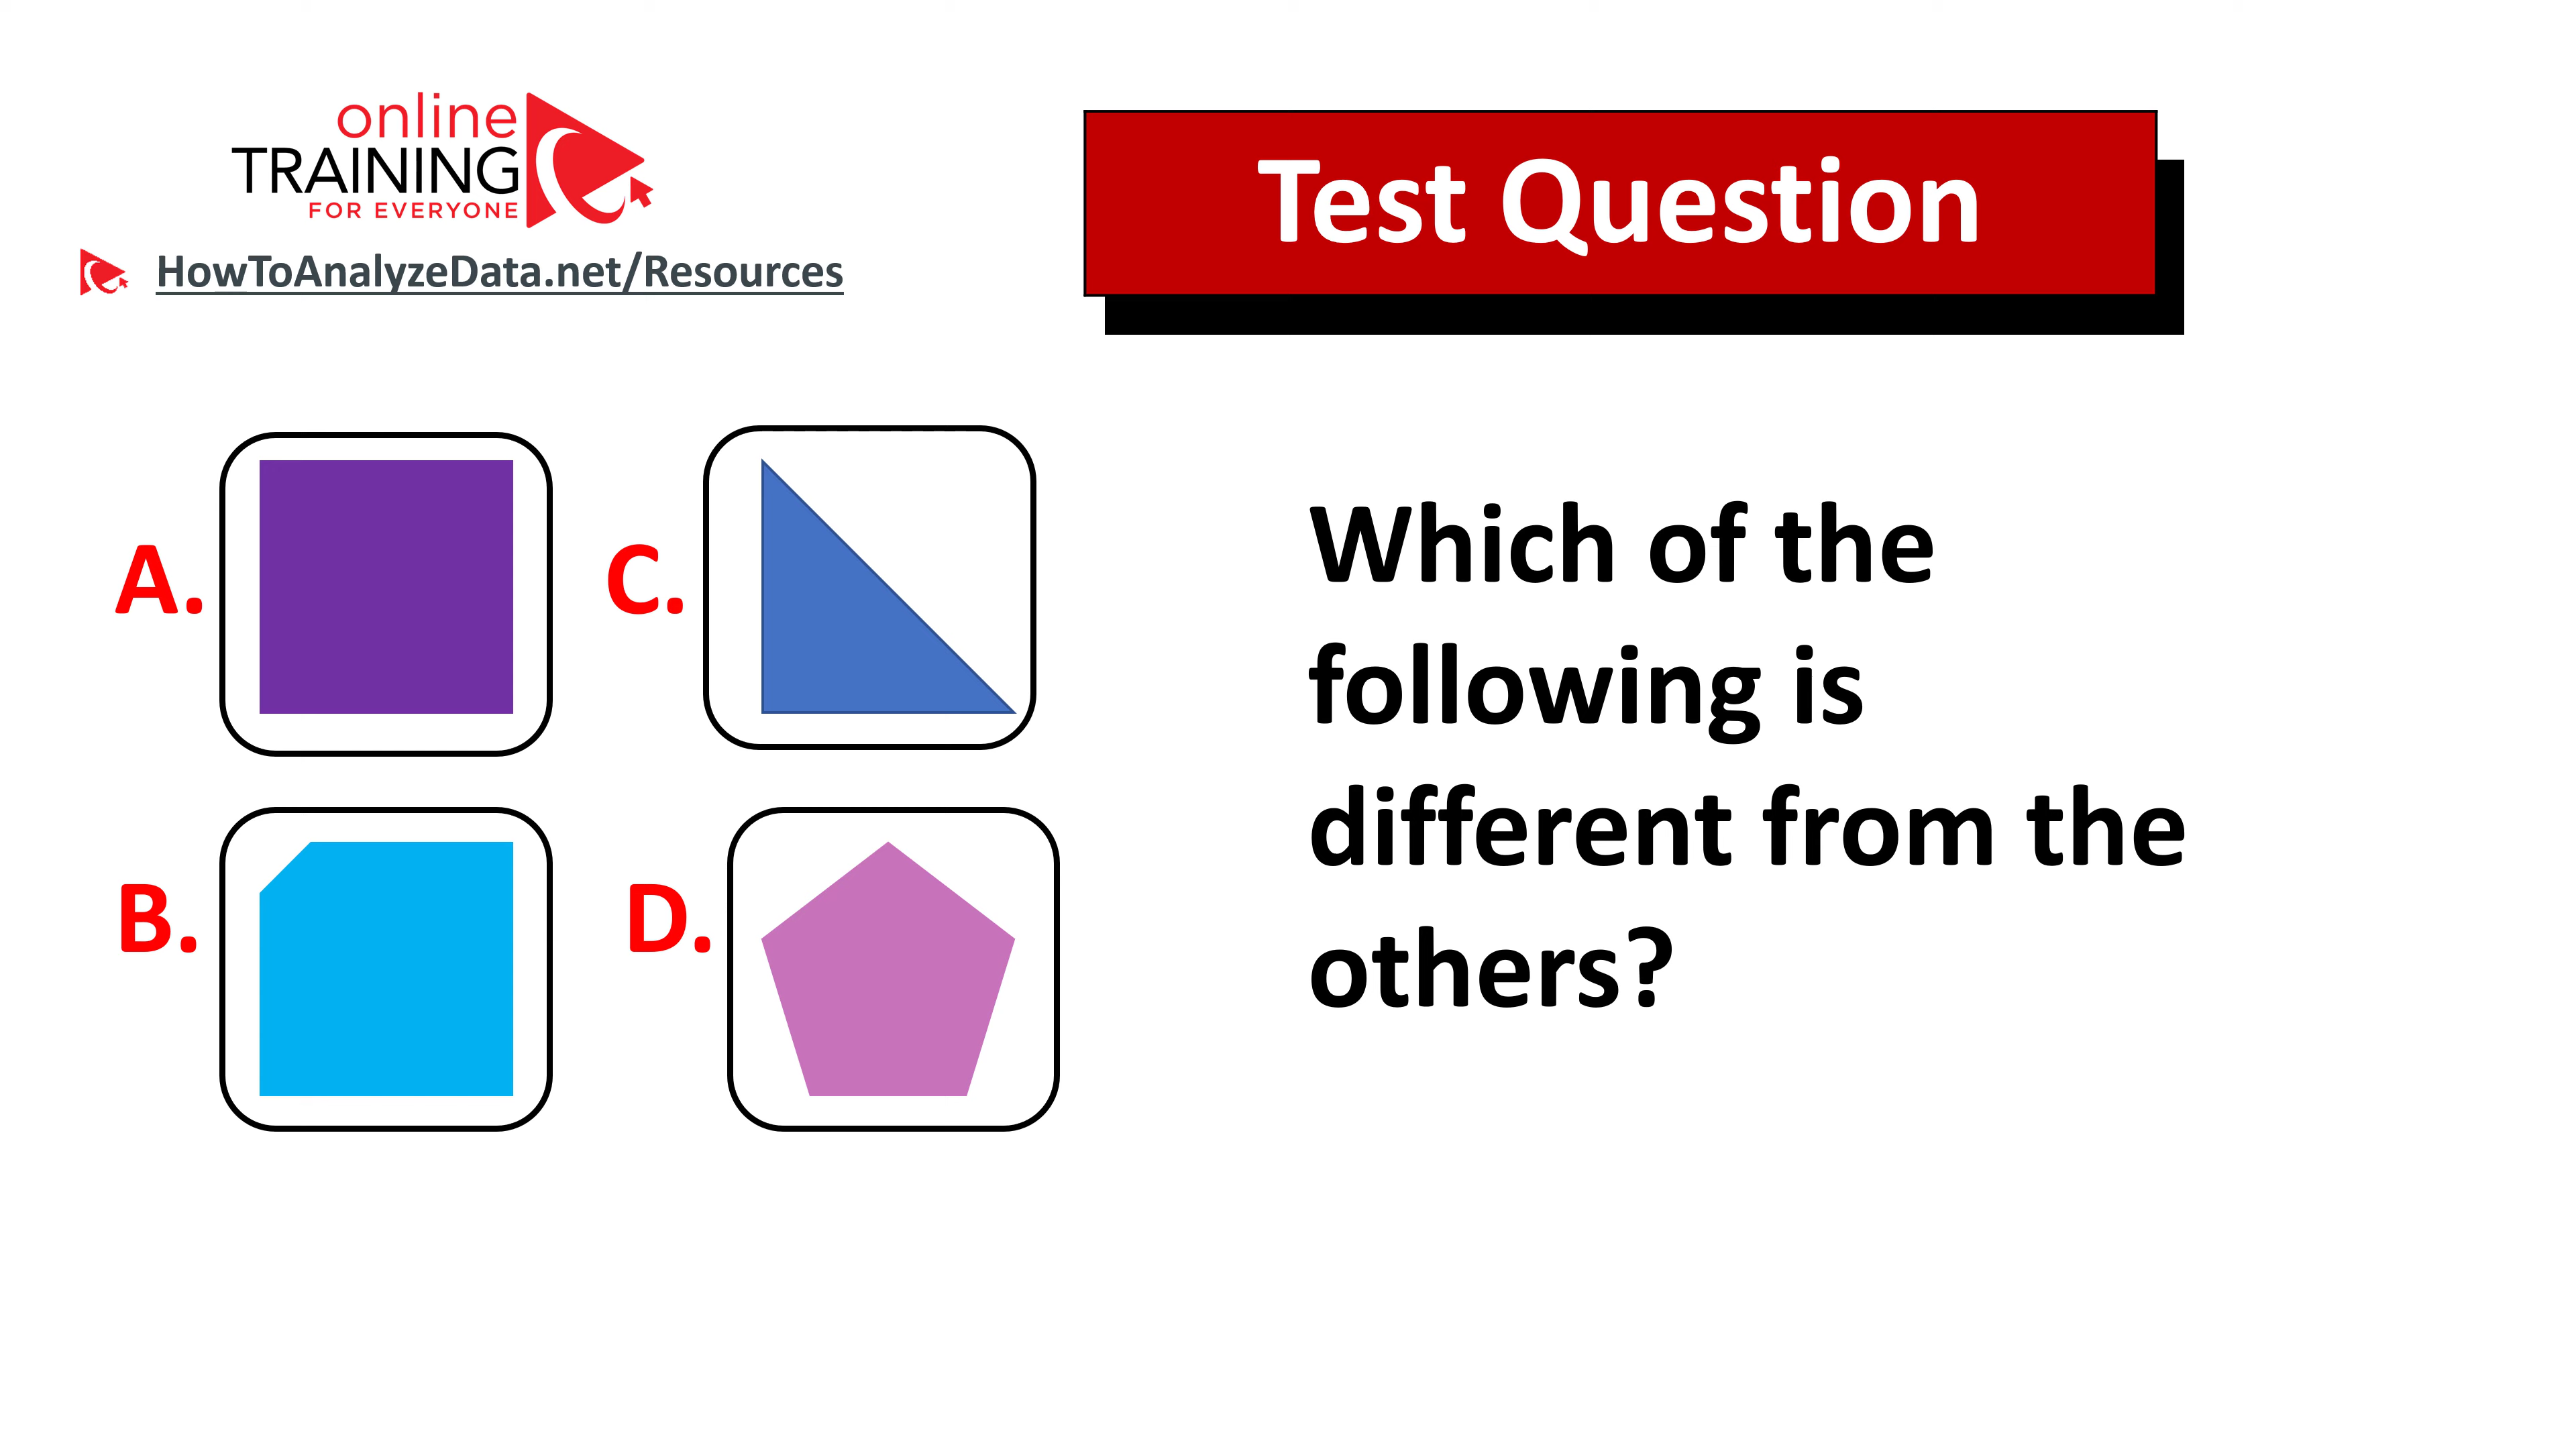 online
TRAINING
FOR EVERYONE
HowToAnalyzeData.net/Resources
Test Question
A.
C.
B.
D.
Which of the
following is
different from the
others?